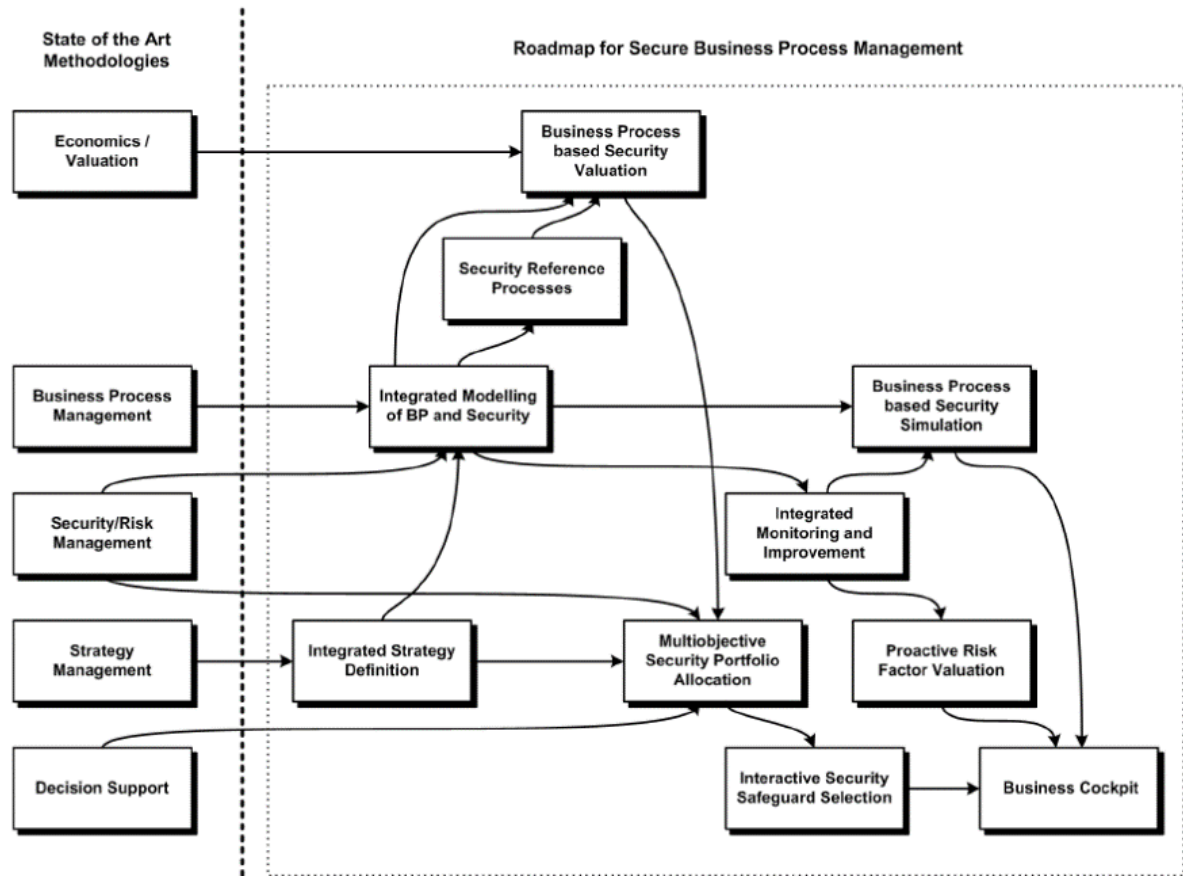 State of the Art
Methodologies
Roadmap for Secure Business Process Management
Economics /
Valuation
Business Process
based Security
Valuation
Security Reference
Processes
Business Process
Management
Integrated Modelling
of BP and Security
Business Process
based Security
Simulation
Security/Risk
Management
Integrated
Monitoring and
Improvement
Strategy
Management
Integrated Strategy
Definition
Multiobjective
Security Portfolio
Allocation
Proactive Risk
Factor Valuation
Decision Support
Interactive Security
Safeguard Selection
Business Cockpit